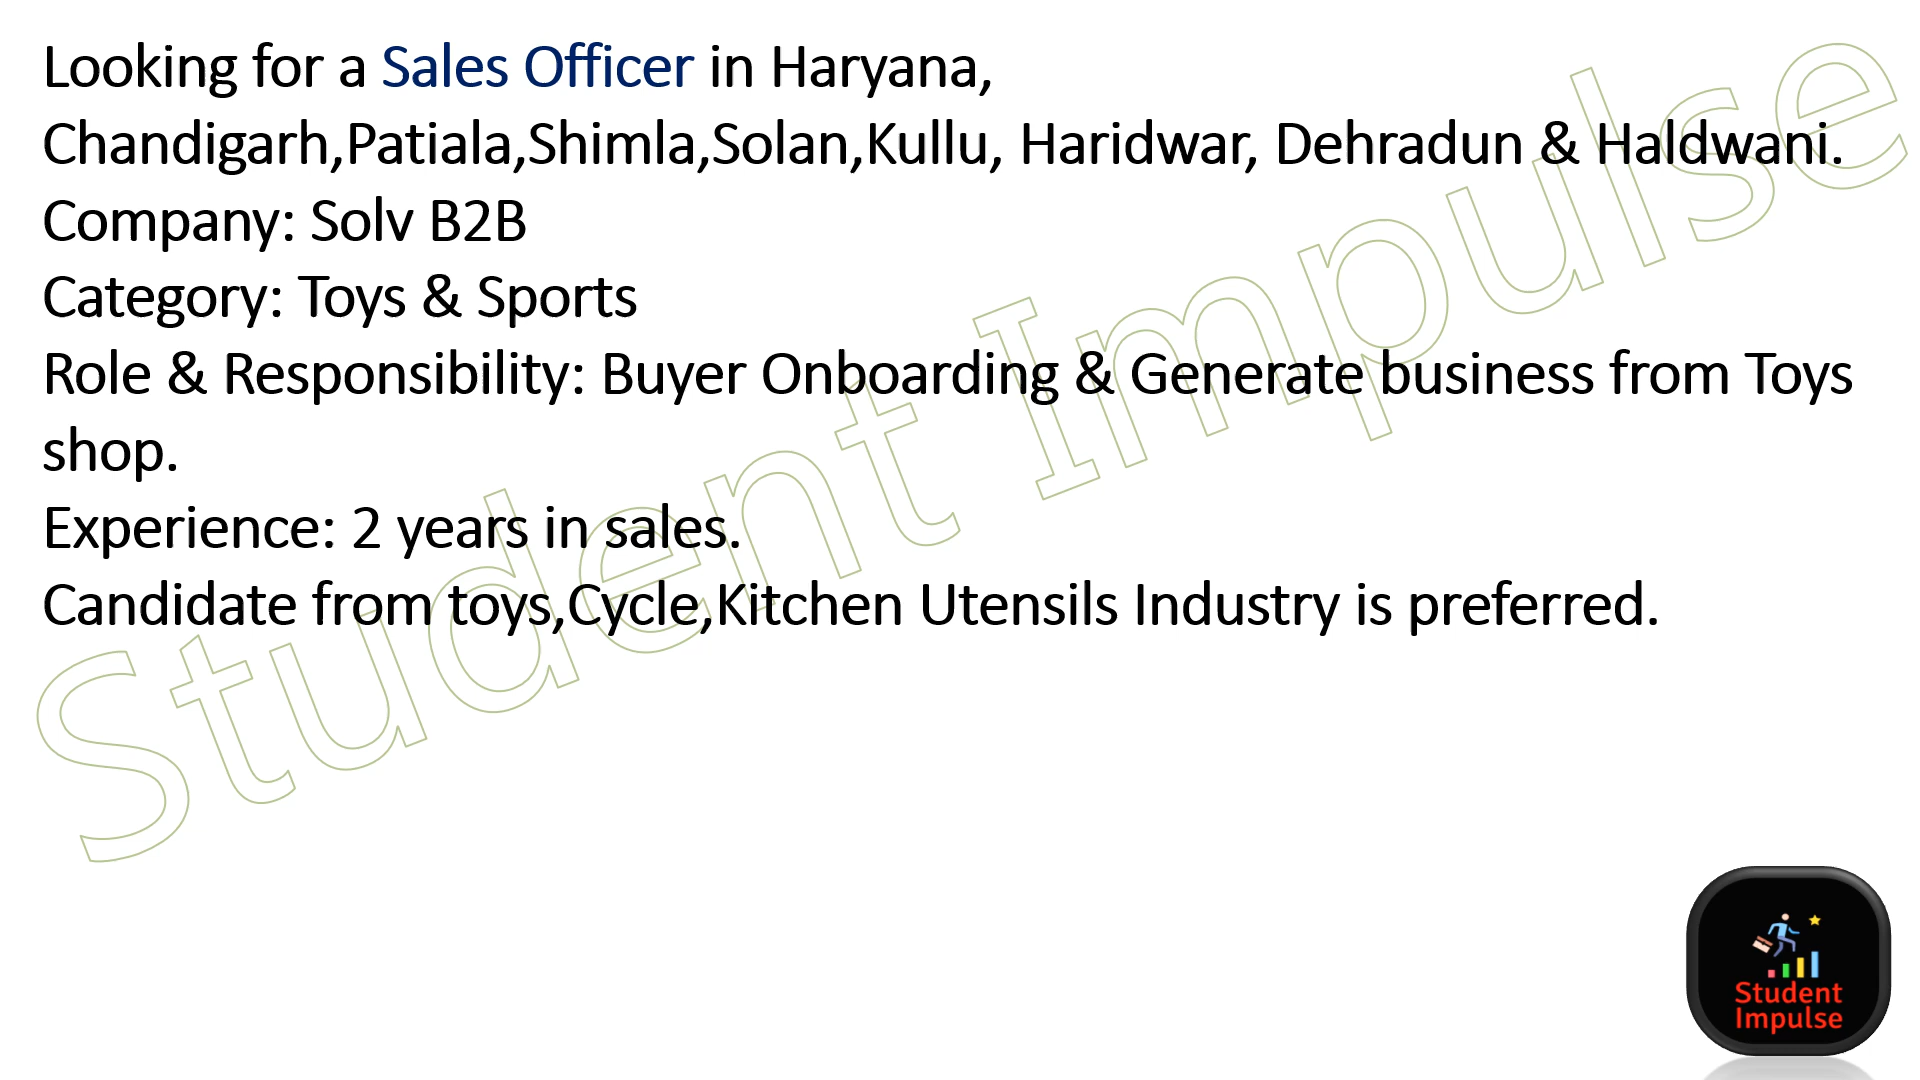 Looking for a Sales Officer in Haryana,
Chandigarh,Patiala,Shimla,Solan,Kullu, Haridwar, Dehradun & Haldwani.
Company: Solv B2B
Category: Toys & Sports
Role & Responsibility: Buyer Onboarding & Generate business from Toys
shop.
Experience: 2 years in sales.
Candidate from toys,Cycle,Kitchen Utensils Industry is preferred.
Student Impulse
Student
Impulse